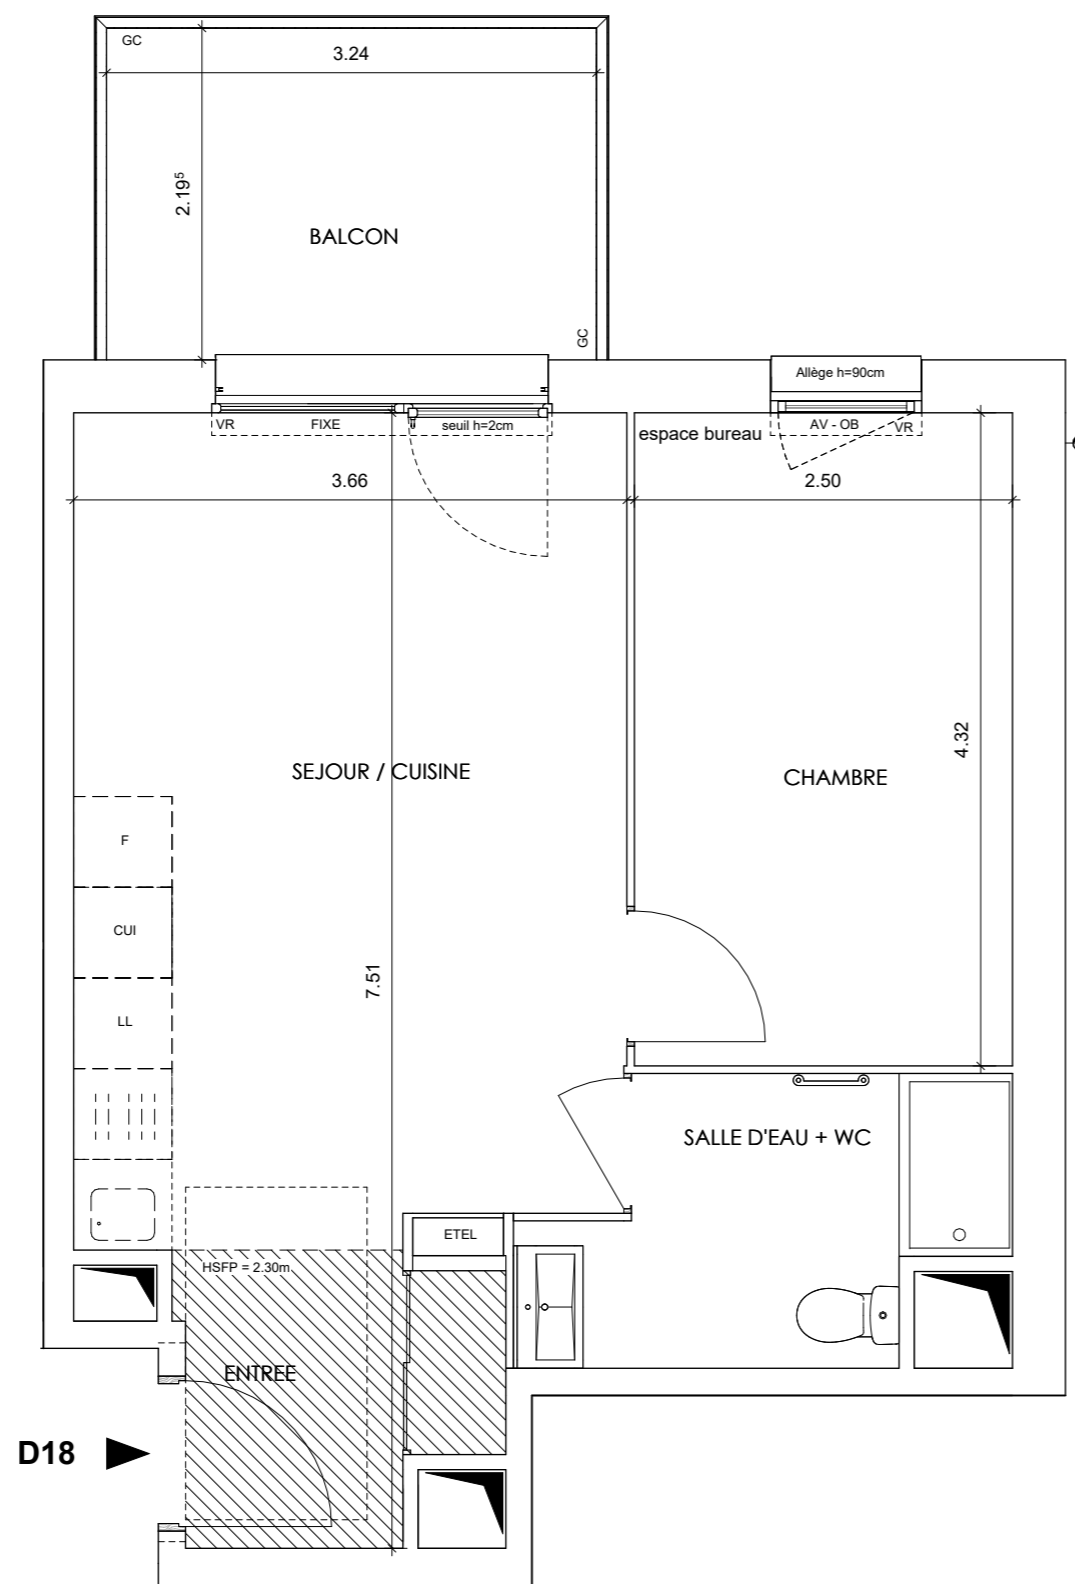 GC
3.24
2.19⁵
BALCON
GC
Allège h=90cm
VR
FIXE
seuil h=2cm
espace bureau
AV - OB
VR
3.66
2.50
4.32
SEJOUR / CUISINE
CHAMBRE
F
CUI
7.51
LL
SALLE D'EAU + WC
ETEL
HSFP = 2.30m
ENTREE
D18